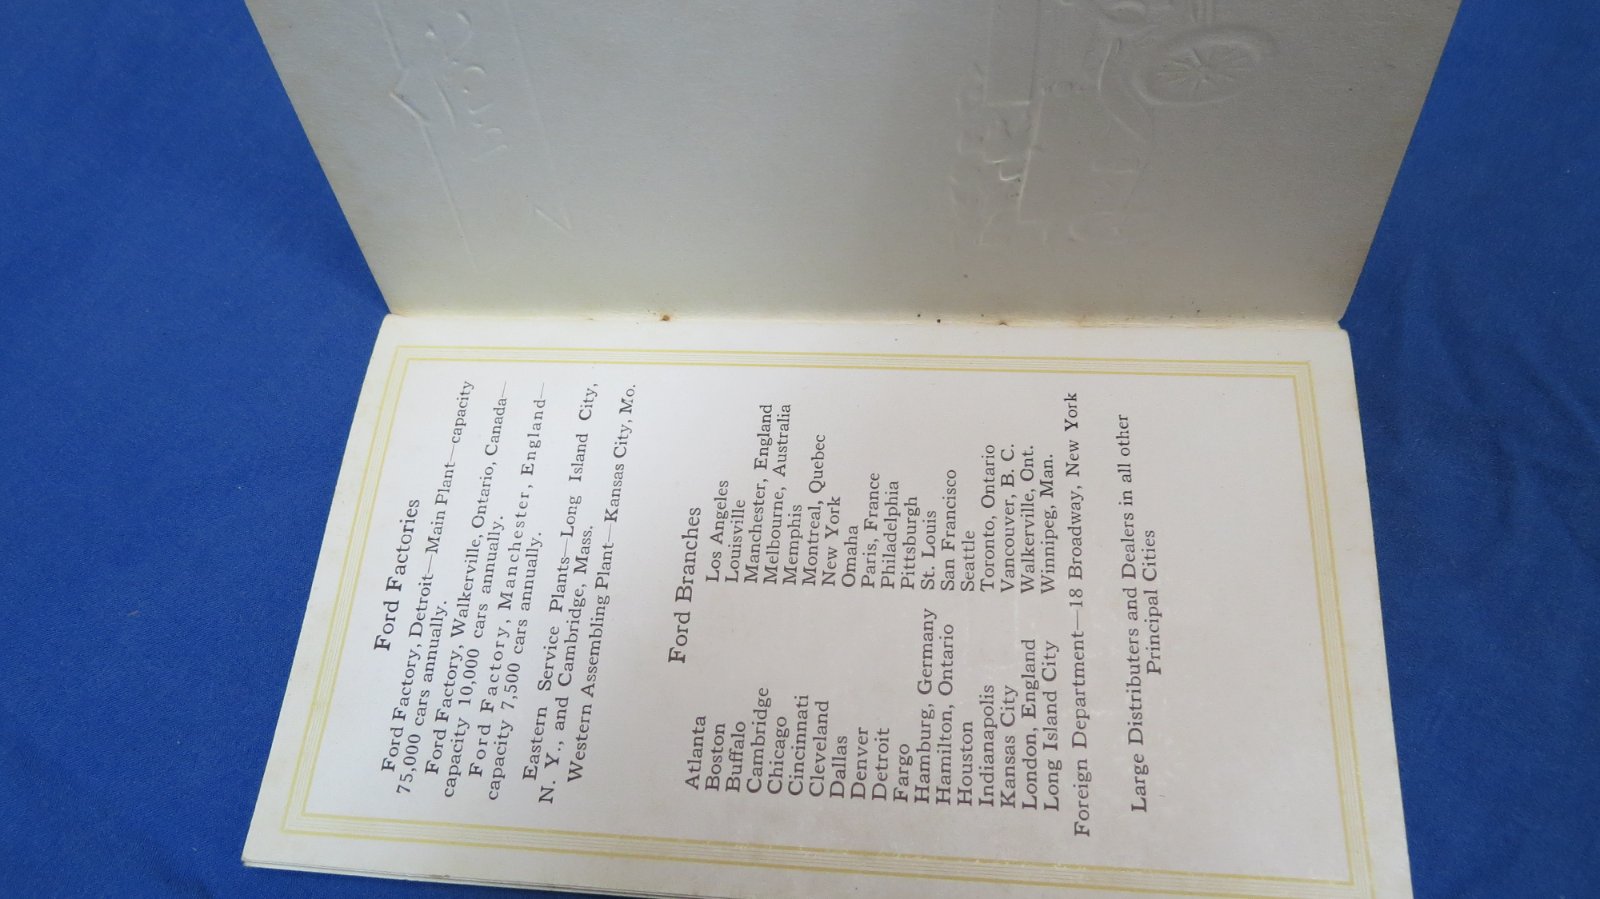 Ford Factories
Ford Factory, Detroit—Main Plant—capacity
75,000 cars annually.
Ford Factory, Walkerville, Ontario, Canada—
capacity 10,000 cars annually.
Ford Factory, Manchester, England—
capacity 7,500 cars annually.
Eastern Service Plants—Long Island City,
N. Y., and Cambridge, Mass.
Western Assembling Plant—Kansas City, Mo.
Ford Branches
Atlanta
Boston
Buffalo
Cambridge
Chicago
Cincinnati
Cleveland
Dallas
Denver
Detroit
Fargo
Hamburg, Germany
Hamilton, Ontario
Houston
Indianapolis
Kansas City
London, England
Long Island City
Los Angeles
Louisville
Manchester, England
Melbourne, Australia
Memphis
Montreal, Quebec
New York
Omaha
Paris, France
Philadelphia
Pittsburgh
St. Louis
San Francisco
Seattle
Toronto, Ontario
Vancouver, B. C.
Walkerville, Ont.
Winnipeg, Man.
Foreign Department—18 Broadway, New York
Large Distributers and Dealers in all other
Principal Cities